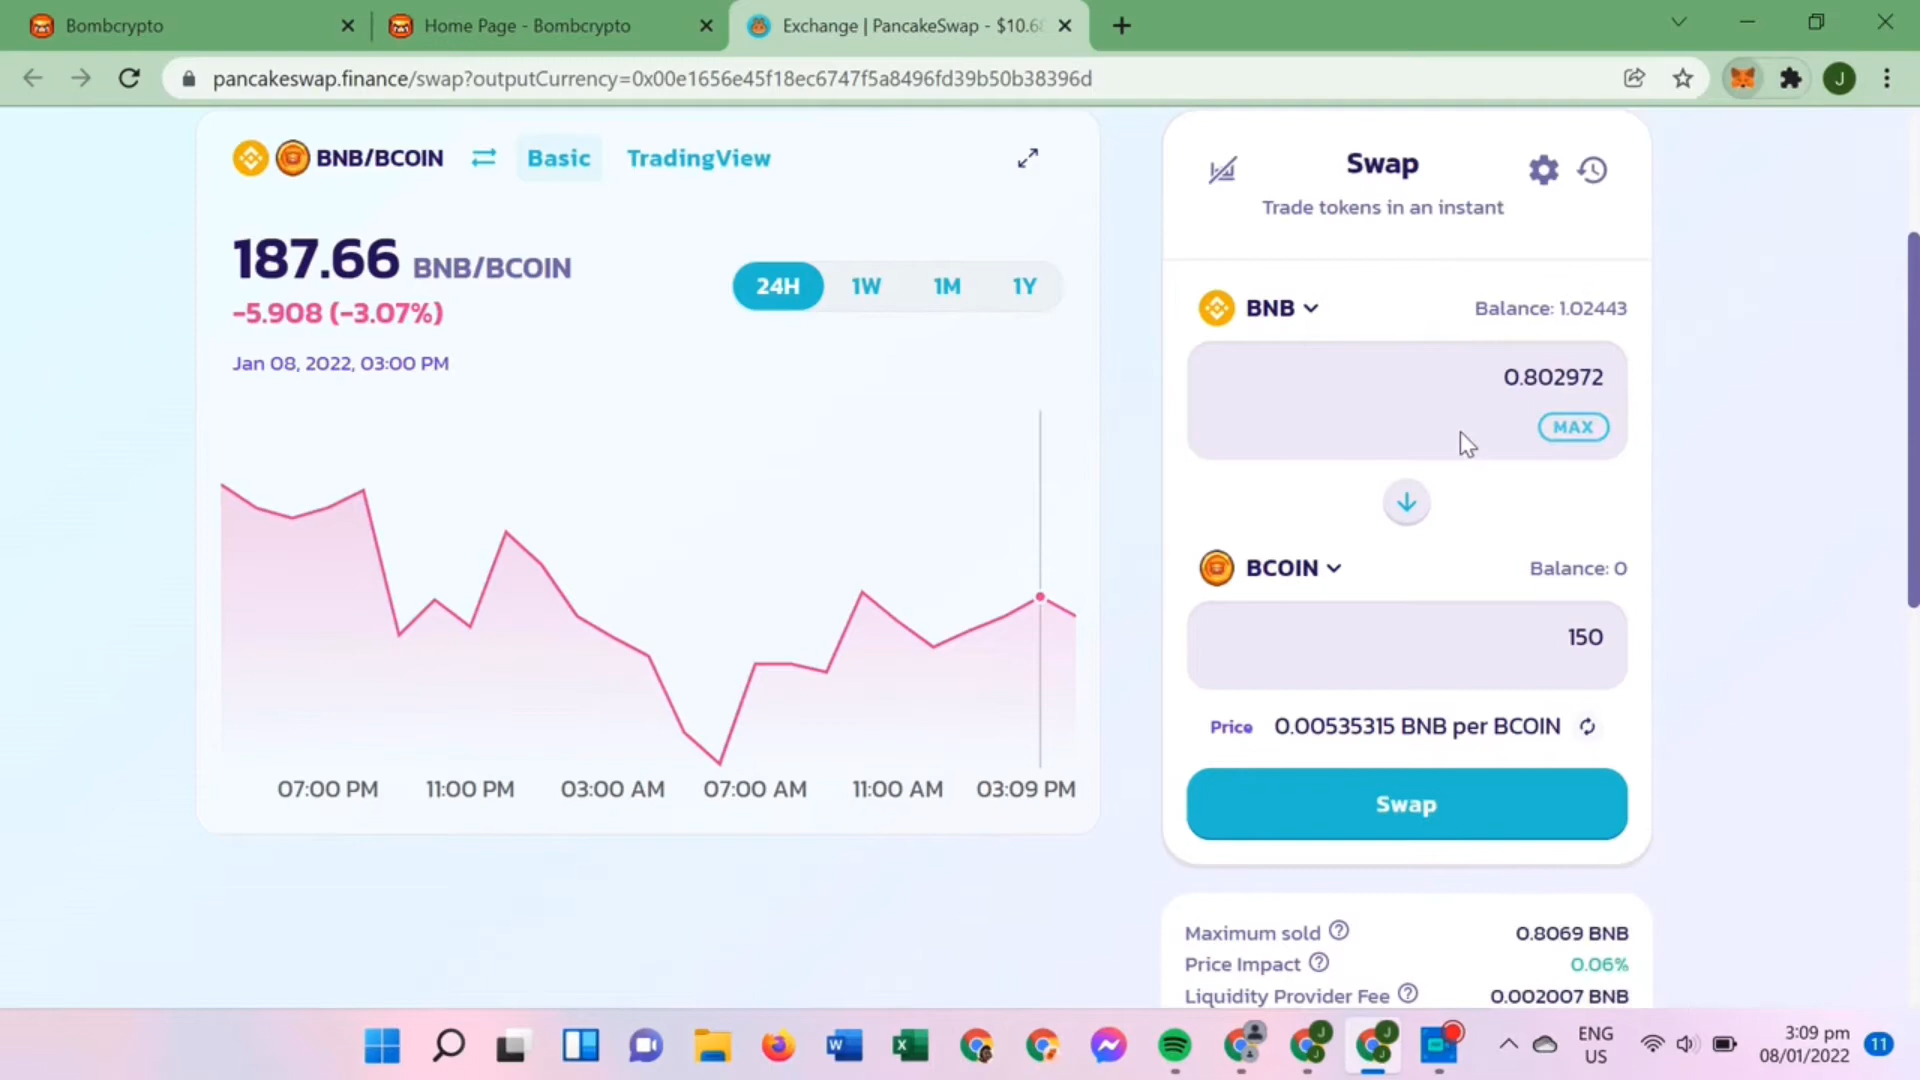 Bombcrypto
Home Page - Bombcrypto
Exchange | PancakeSwap - $10.68
pancakeswap.finance/swap?outputCurrency=0x00e1656e45f18ec6747f5a8496fd39b50b38396d
J
BNB/BCOIN
Basic
TradingView
187.66 BNB/BCOIN
-5.908 (-3.07%)
Jan 08, 2022, 03:00 PM
24H 1W 1M 1Y
07:00 PM 11:00 PM 03:00 AM 07:00 AM 11:00 AM 03:09 PM
Swap
Trade tokens in an instant
BNB
Balance: 1.02443
0.802972
MAX
BCOIN
Balance: 0
150
Price 0.00535315 BNB per BCOIN
Swap
Maximum sold 0.8069 BNB
Price Impact 0.06%
Liquidity Provider Fee 0.002007 BNB
ENG
US
3:09 pm
08/01/2022
11